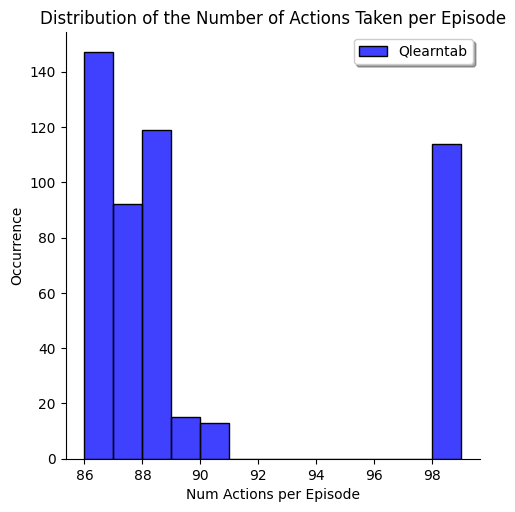 Distribution of the Number of Actions Taken per Episode
Qlearntab
140
120
100
80
60
40
20
0
Occurrence
86 88 90 92 94 96 98
Num Actions per Episode